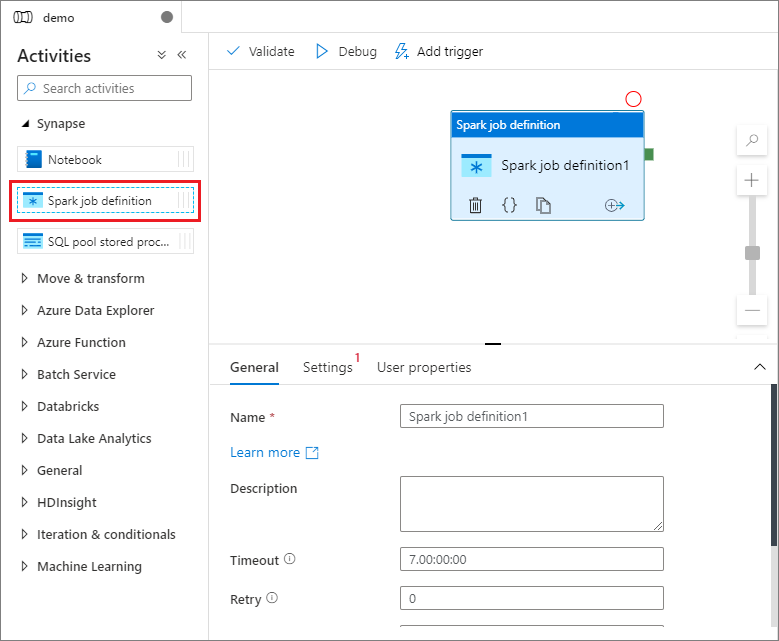 demo
Activities
Search activities
Synapse
Notebook
Spark job definition
SQL pool stored proc...
Move & transform
Azure Data Explorer
Azure Function
Batch Service
Databricks
Data Lake Analytics
General
HDInsight
Iteration & conditionals
Machine Learning
Validate Debug Add trigger
Spark job definition
Spark job definition1
General Settings 1 User properties
Name * Spark job definition1
Learn more
Description
Timeout 7.00:00:00
Retry 0